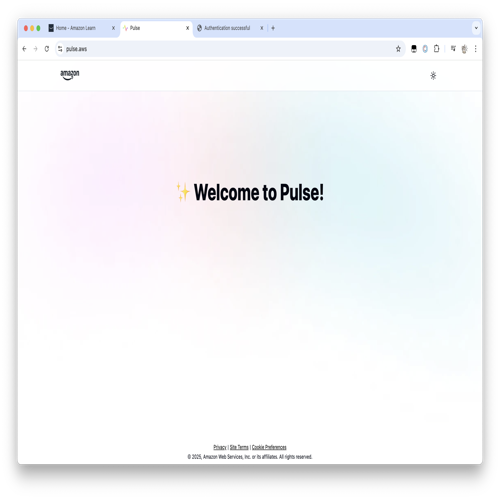 Home - Amazon Learn
Pulse
Authentication successful
pulse.aws
amazon
✨ Welcome to Pulse!
Privacy | Site Terms | Cookie Preferences
© 2025, Amazon Web Services, Inc. or its affiliates. All rights reserved.